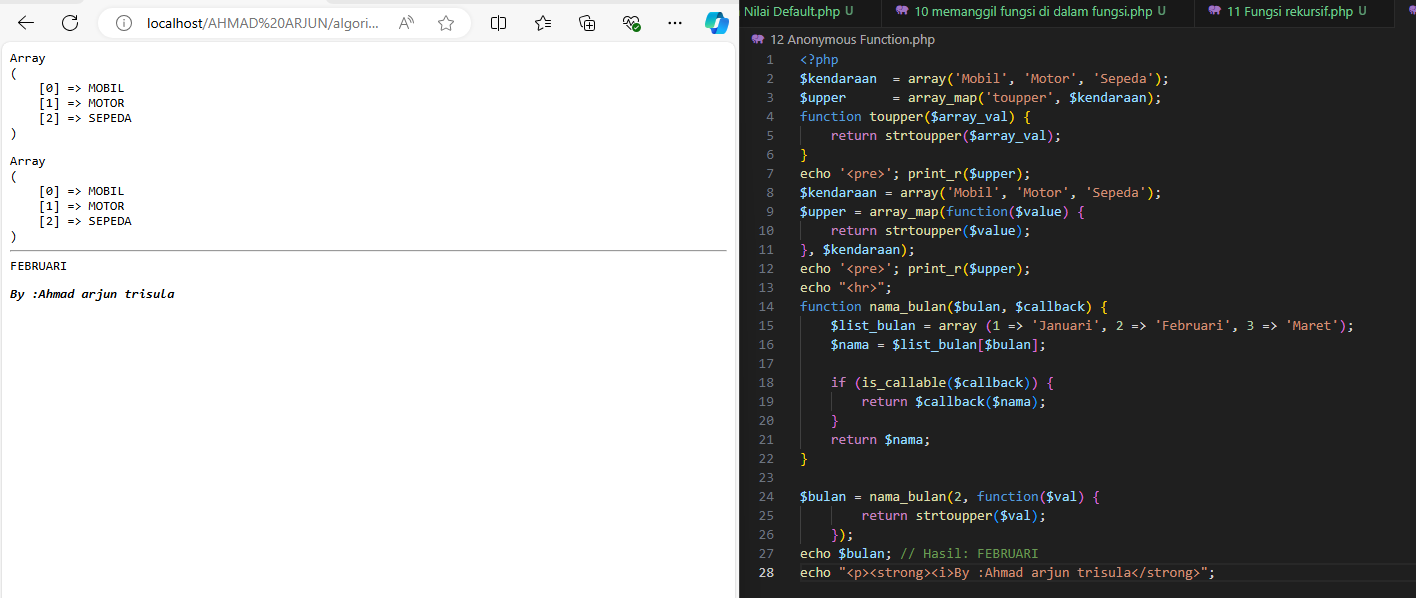 localhost/AHMAD%20ARJUN/algori...
Array
(
    [0] => MOBIL
    [1] => MOTOR
    [2] => SEPEDA
)
Array
(
    [0] => MOBIL
    [1] => MOTOR
    [2] => SEPEDA
)
FEBRUARI
By :Ahmad arjun trisula
Nilai Default.php U
10 memanggil fungsi di dalam fungsi.php U
11 Fungsi rekursif.php U
12 Anonymous Function.php
1 <?php
2 $kendaraan  = array('Mobil', 'Motor', 'Sepeda');
3 $upper      = array_map('toupper', $kendaraan);
4 function toupper($array_val) {
5     return strtoupper($array_val);
6 }
7 echo '<pre>'; print_r($upper);
8 $kendaraan = array('Mobil', 'Motor', 'Sepeda');
9 $upper = array_map(function($value) {
10     return strtoupper($value);
11 }, $kendaraan);
12 echo '<pre>'; print_r($upper);
13 echo "<hr>";
14 function nama_bulan($bulan, $callback) {
15     $list_bulan = array (1 => 'Januari', 2 => 'Februari', 3 => 'Maret');
16     $nama = $list_bulan[$bulan];
17
18     if (is_callable($callback)) {
19         return $callback($nama);
20     }
21     return $nama;
22 }
23
24 $bulan = nama_bulan(2, function($val) {
25         return strtoupper($val);
26     });
27 echo $bulan; // Hasil: FEBRUARI
28 echo "<p><strong><i>By :Ahmad arjun trisula</strong>";